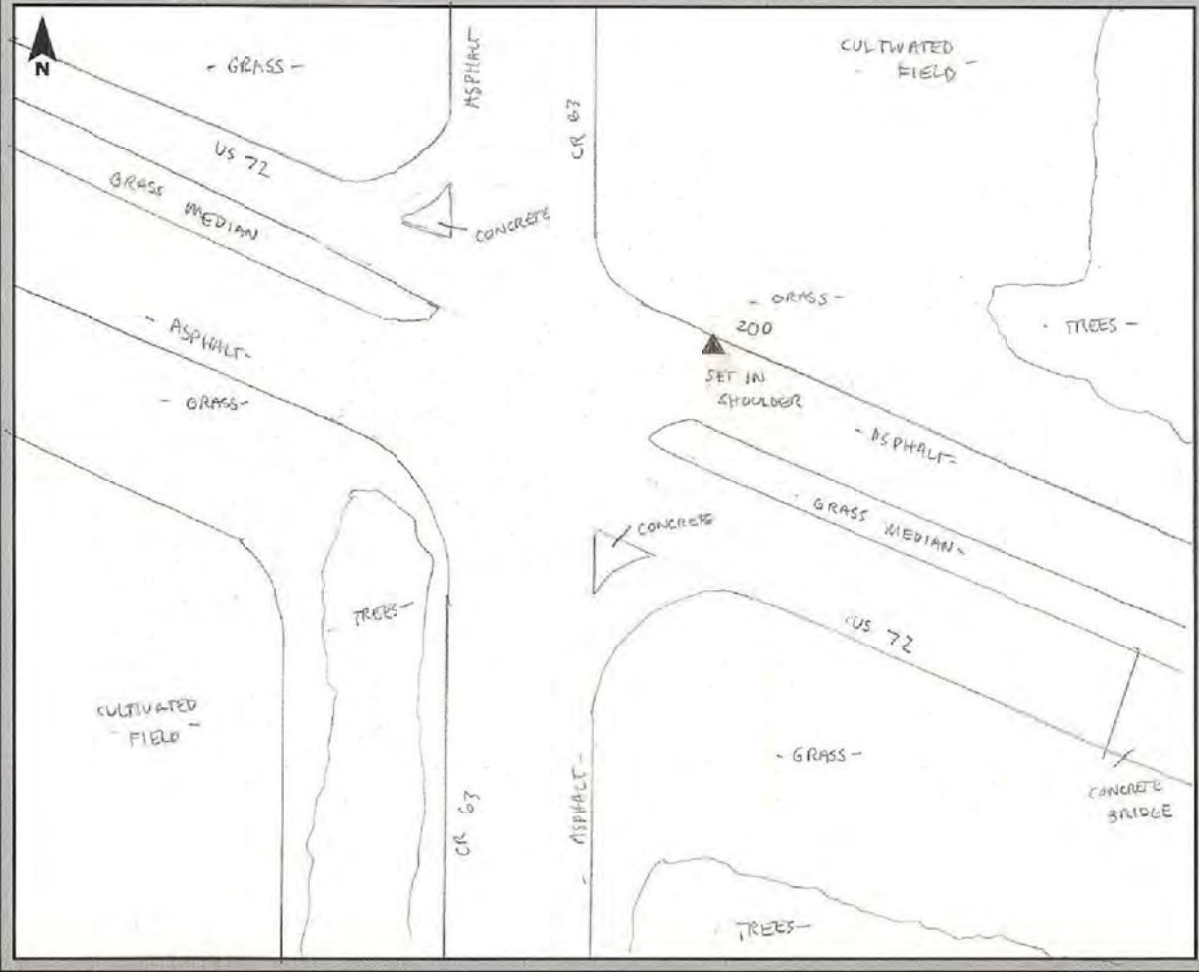 N
- GRASS -
ASPHALT
CULTIVATED
FIELD -
CR 63
US 72
GRASS MEDIAN
CONCRETE
- GRASS -
200
- TREES -
- ASPHALT -
SET IN
SHOULDER
- GRASS -
- ASPHALT -
- GRASS MEDIAN -
CONCRETE
TREES -
US 72
CULTIVATED
- FIELD -
- GRASS -
CONCRETE
BRIDGE
CR 63
- ASPHALT -
TREES -